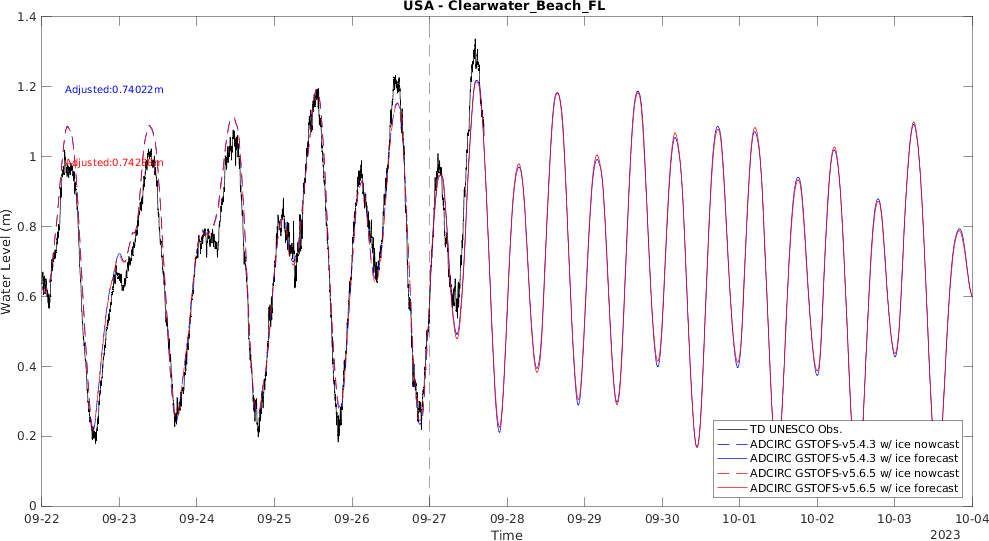 USA - Clearwater_Beach_FL
1.4
1.2
1
0.8
0.6
0.4
0.2
0
Water Level (m)
Adjusted:0.74022m
TD UNESCO Obs.
ADCIRC GSTOFS-v5.4.3 w/ ice nowcast
ADCIRC GSTOFS-v5.4.3 w/ ice forecast
ADCIRC GSTOFS-v5.6.5 w/ ice nowcast
ADCIRC GSTOFS-v5.6.5 w/ ice forecast
09-22 09-23 09-24 09-25 09-26 09-27 09-28 09-29 09-30 10-01 10-02 10-03 10-04
Time
2023